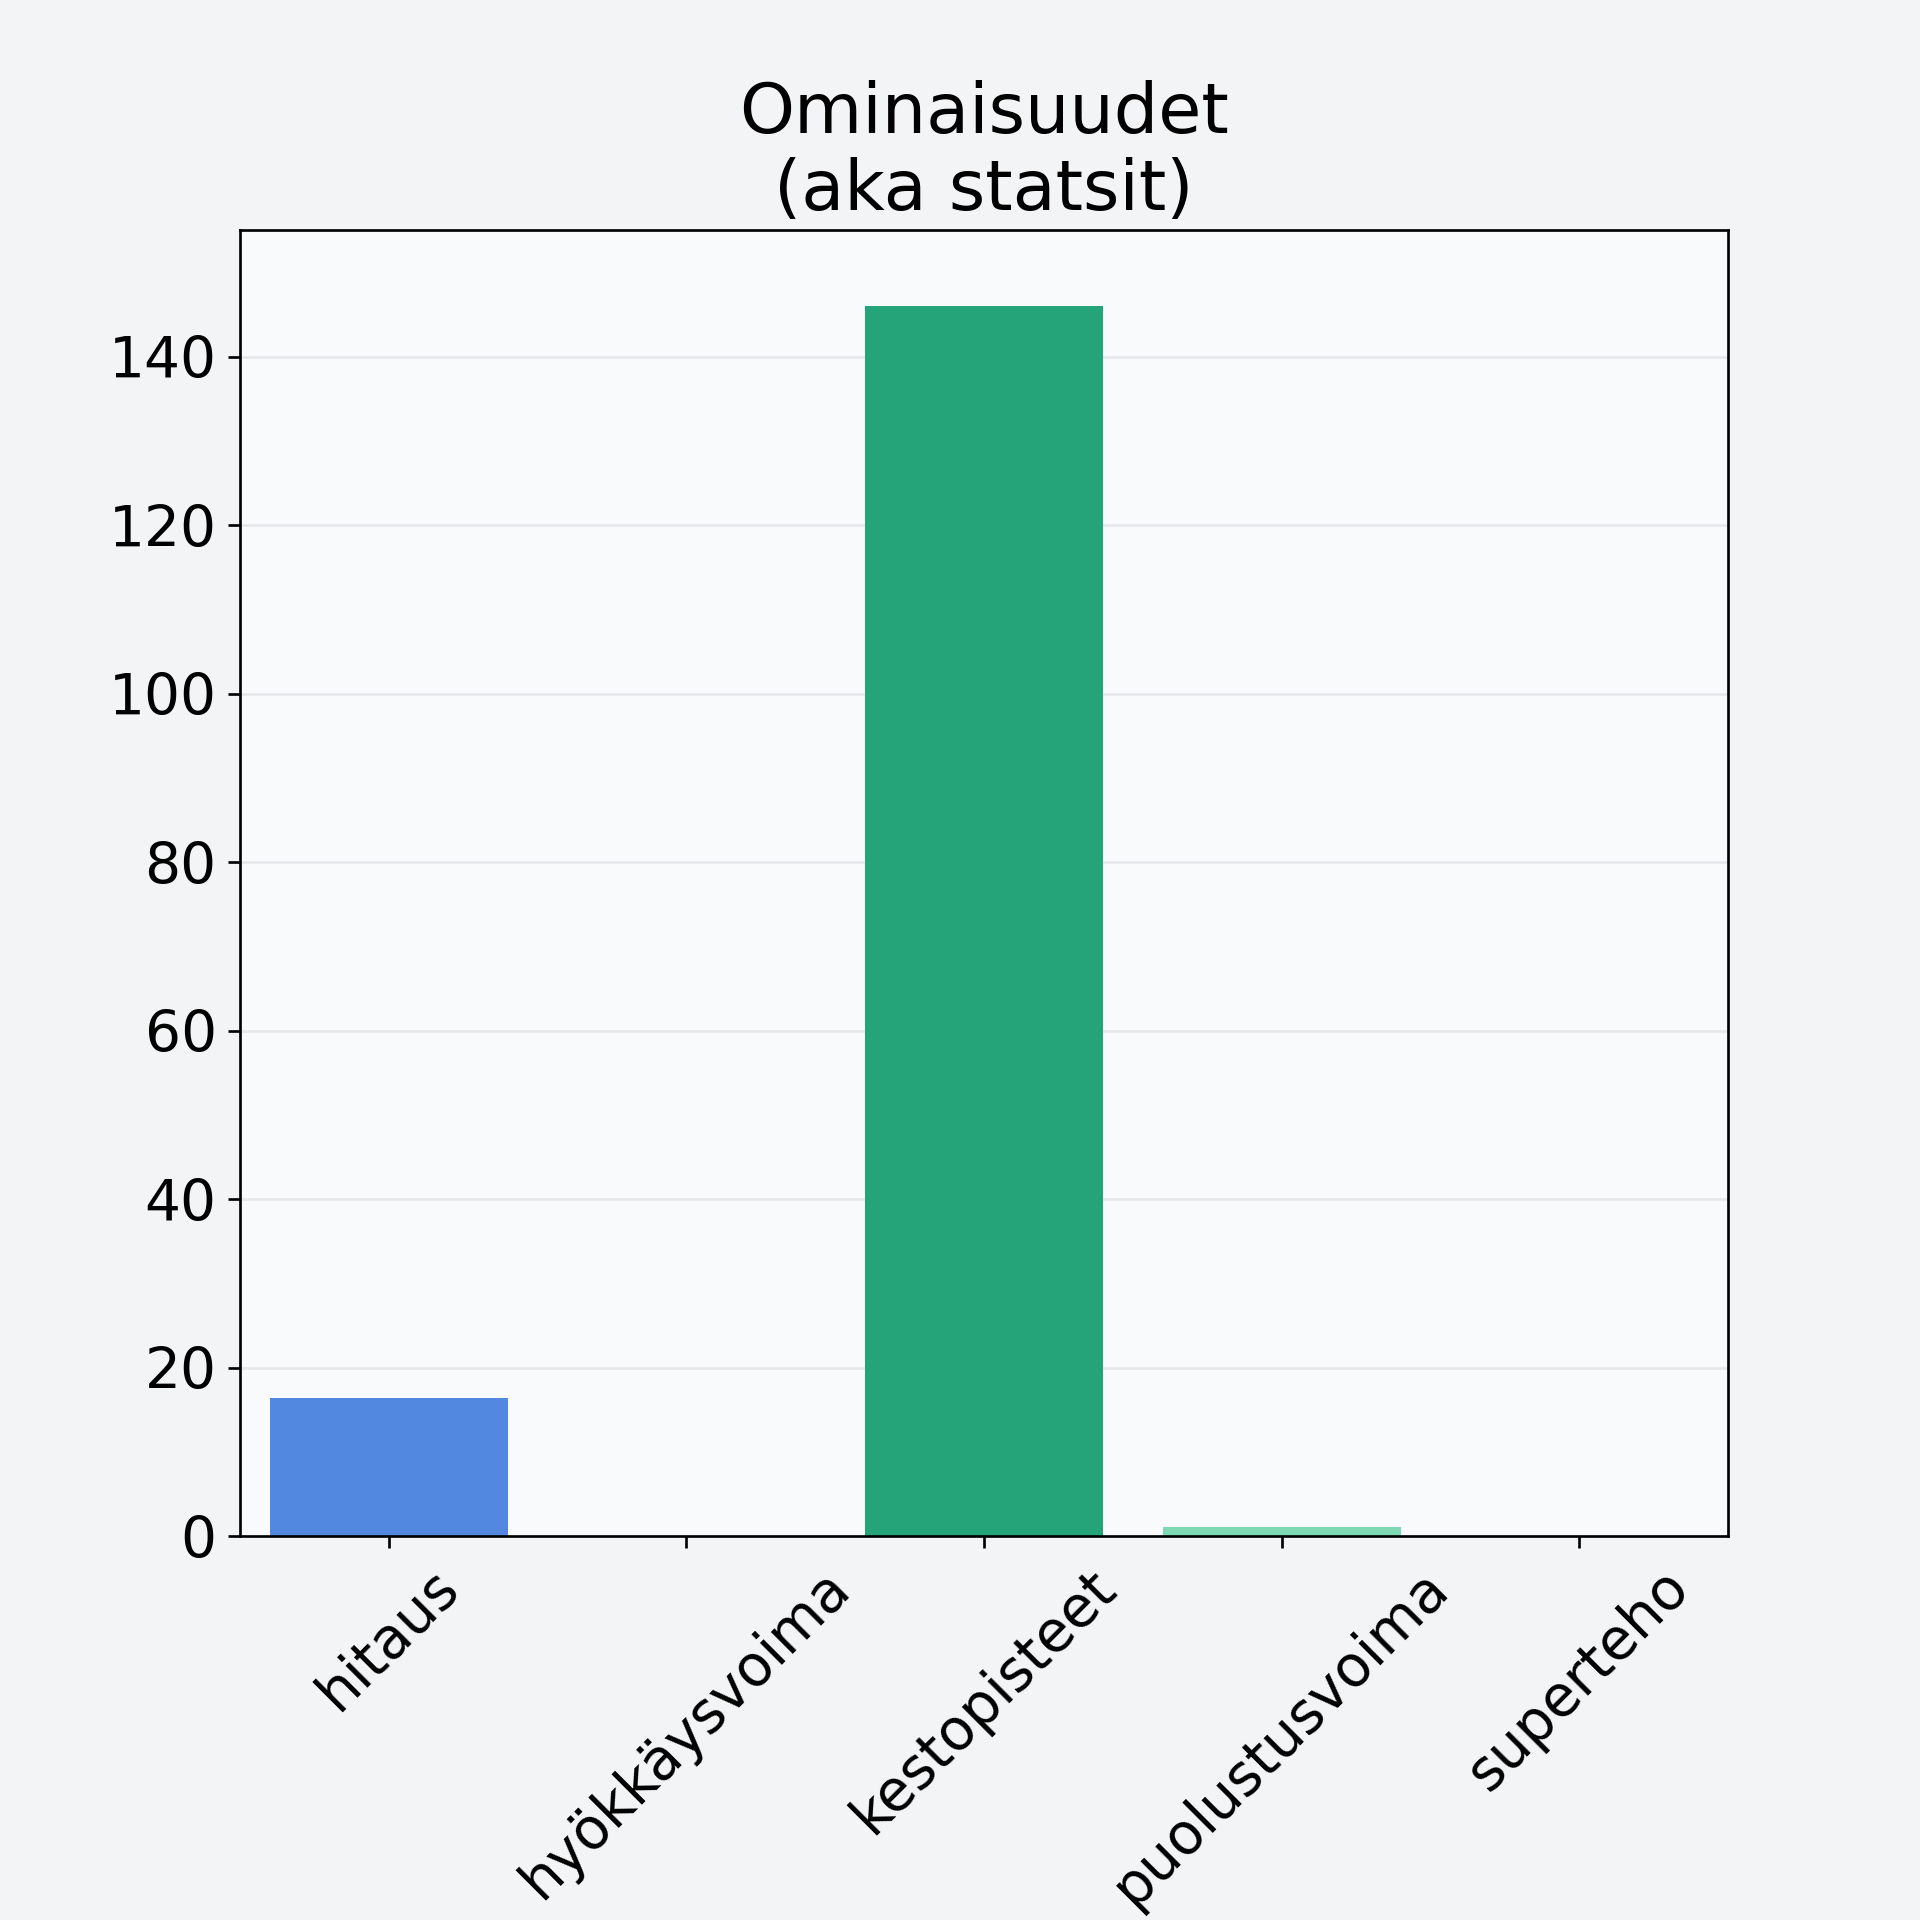 Ominaisuudet
(aka statsit)
140
120
100
80
60
40
20
0
hitaus
hyökkäysvoima
kestopisteet
puolustusvoima
superteho